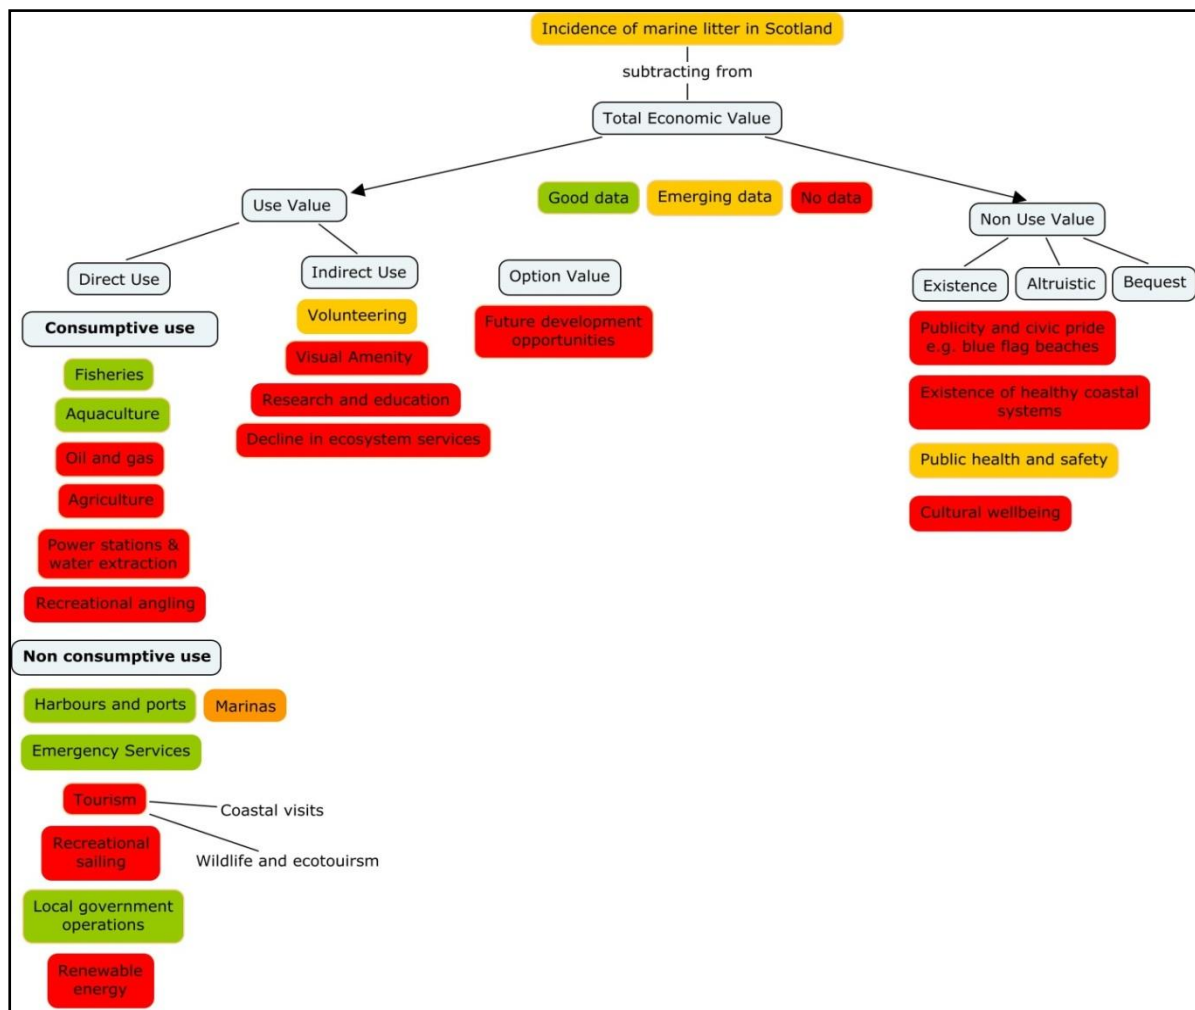 Incidence of marine litter in Scotland
subtracting from
Total Economic Value
Good data
Emerging data
No data
Use Value
Non Use Value
Direct Use
Indirect Use
Option Value
Existence
Altruistic
Bequest
Consumptive use
Fisheries
Aquaculture
Oil and gas
Agriculture
Power stations &
water extraction
Recreational angling
Non consumptive use
Harbours and ports
Marinas
Emergency Services
Tourism
Coastal visits
Wildlife and ecotouirsm
Recreational
sailing
Local government
operations
Renewable
energy
Volunteering
Visual Amenity
Research and education
Decline in ecosystem services
Future development
opportunities
Publicity and civic pride
e.g. blue flag beaches
Existence of healthy coastal
systems
Public health and safety
Cultural wellbeing